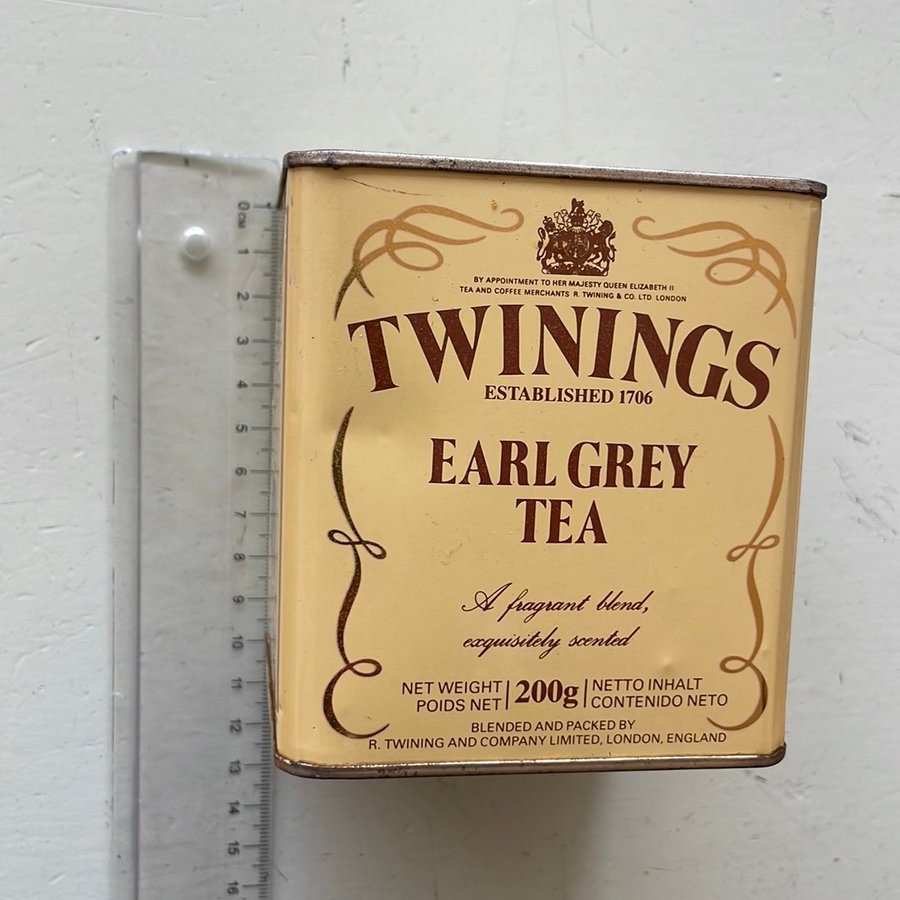 BY APPOINTMENT TO HER MAJESTY QUEEN ELIZABETH II
TEA AND COFFEE MERCHANTS R. TWINING & CO. LTD LONDON
TWININGS
ESTABLISHED 1706
EARL GREY
TEA
A fragrant blend,
exquisitely scented
NET WEIGHT
POIDS NET
200g
NETTO INHALT
CONTENIDO NETO
BLENDED AND PACKED BY
R. TWINING AND COMPANY LIMITED, LONDON, ENGLAND
0 CM
1
2
3
4
5
6
7
8
9
10
11
12
13
14
15
16